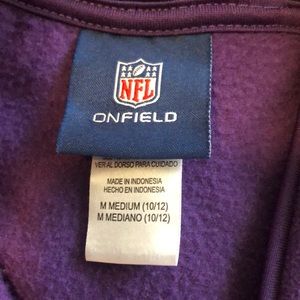 NFL
ONFIELD
VER AL DORSO PARA CUIDADO
MADE IN INDONESIA
HECHO EN INDONESIA
M MEDIUM (10/12)
M MEDIANO (10/12)